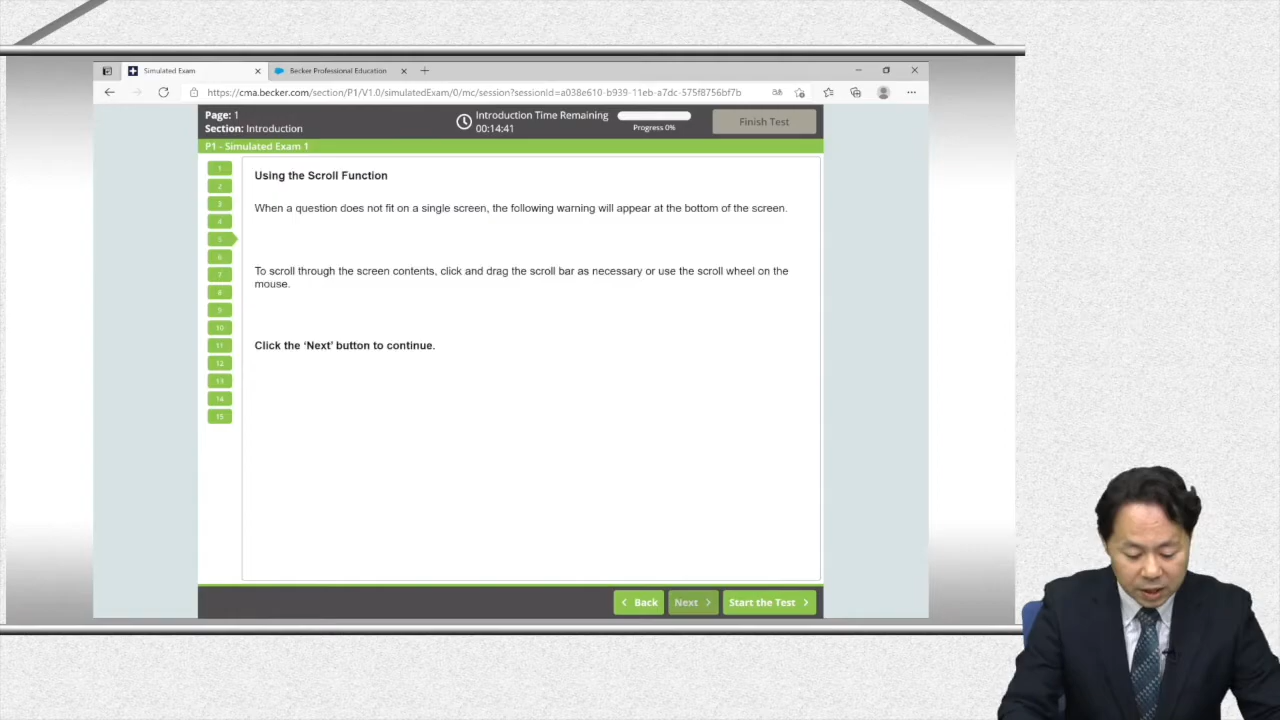 Simulated Exam
Becker Professional Education
https://cma.becker.com/section/P1/V1.0/simulatedExam/0/mc/session?sessionId=a038e610-b939-11eb-a7dc-575f8756bf7b
Page: 1
Section: Introduction
Introduction Time Remaining
00:14:41
Progress 0%
Finish Test
P1 - Simulated Exam 1
1
2
3
4
5
6
7
8
9
10
11
12
13
14
15
Using the Scroll Function
When a question does not fit on a single screen, the following warning will appear at the bottom of the screen.
To scroll through the screen contents, click and drag the scroll bar as necessary or use the scroll wheel on the
mouse.
Click the ‘Next’ button to continue.
Back
Next
Start the Test